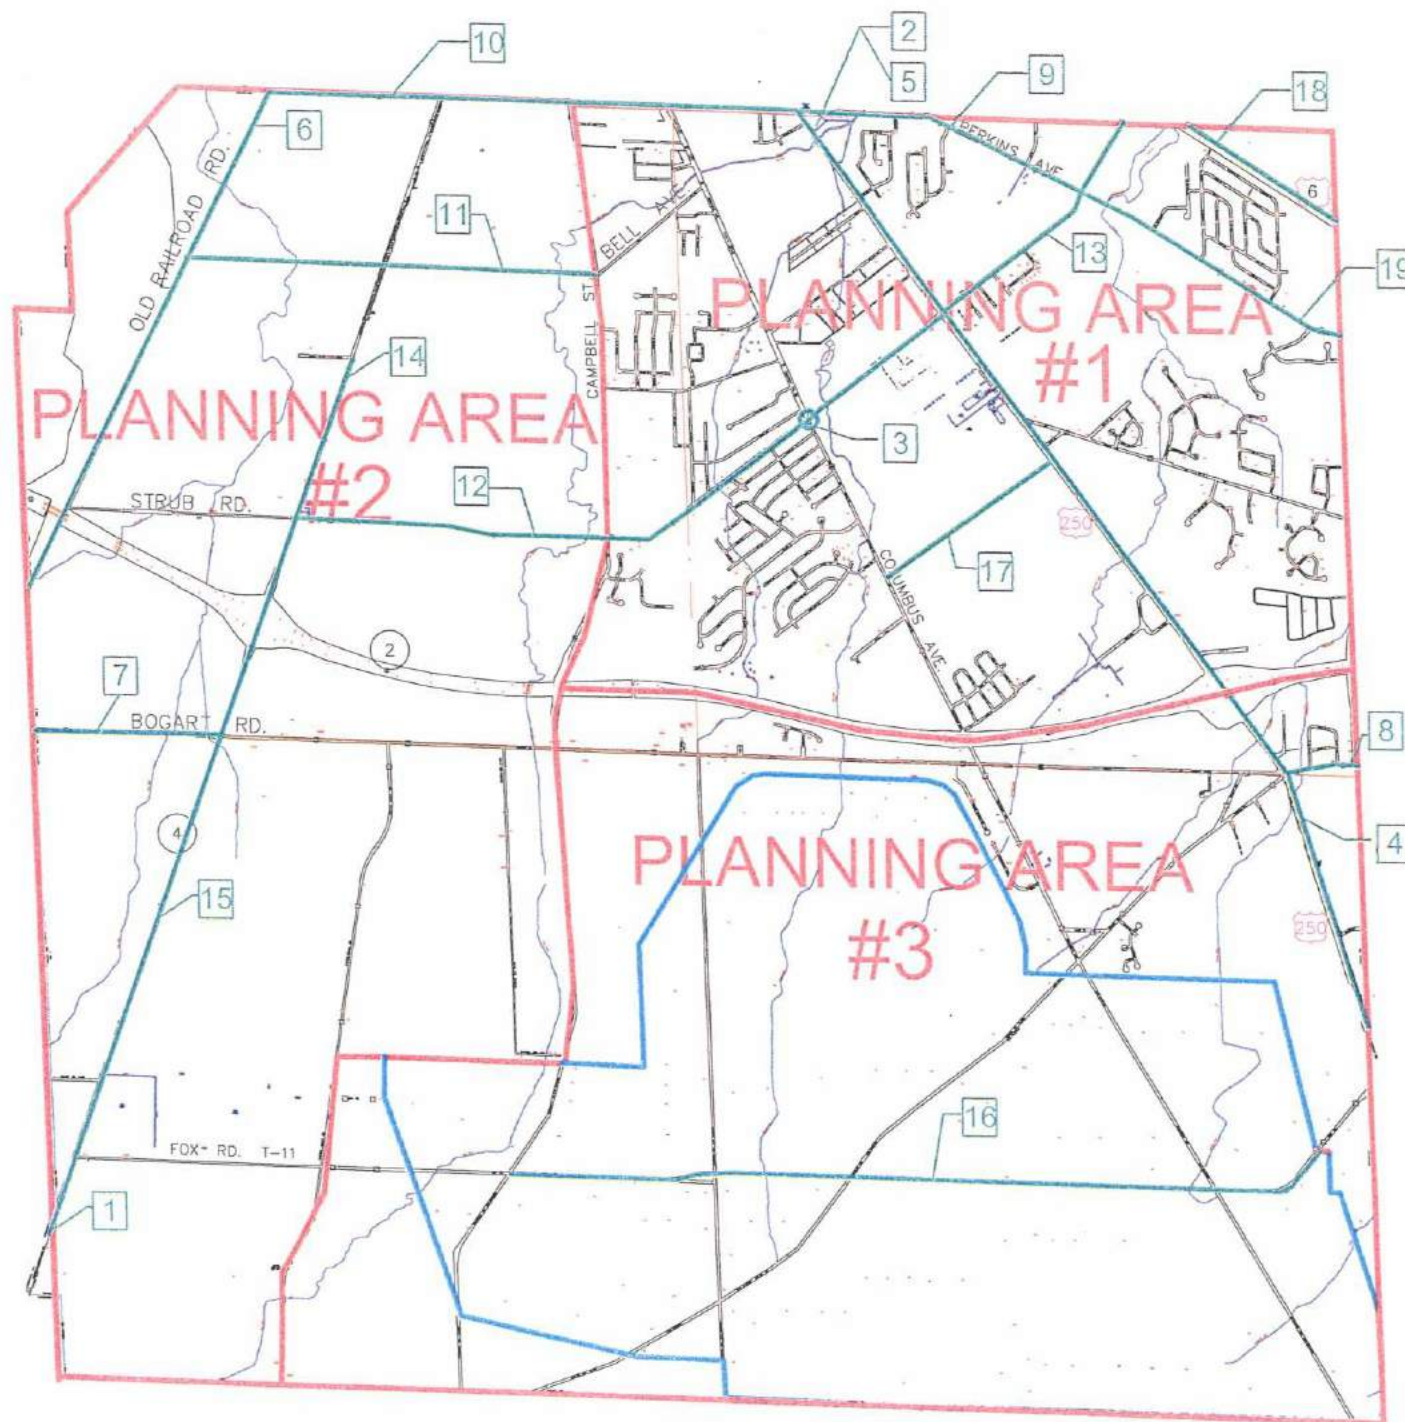 10
2
5
9
18
6
PERKINS AVE
6
OLD RAILROAD RD.
11
BELL AVE
13
19
CAMPBELL ST.
PLANNING AREA
#1
14
PLANNING AREA
#2
3
STRUB RD.
12
250
17
COLUMBUS AVE.
2
7
BOGART RD.
8
4
PLANNING AREA
#3
4
15
250
16
FOX RD. T-11
1